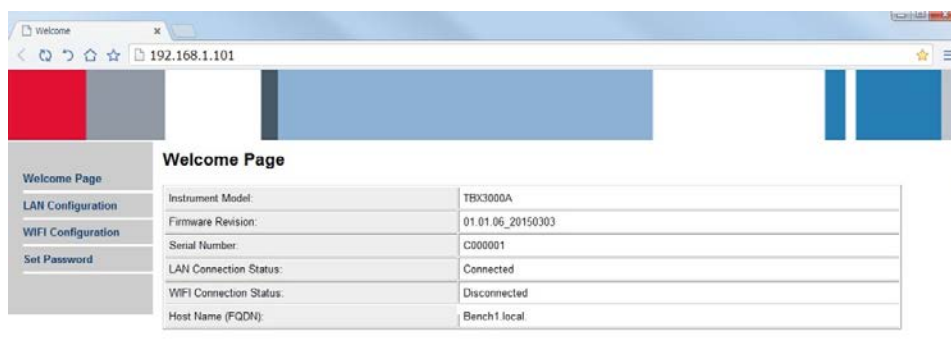 Welcome
192.168.1.101
Welcome Page
Welcome Page
LAN Configuration
WIFI Configuration
Set Password
Instrument Model: TBX3000A
Firmware Revision: 01.01.06_20150303
Serial Number: C000001
LAN Connection Status: Connected
WIFI Connection Status: Disconnected
Host Name (FQDN): Bench1.local.